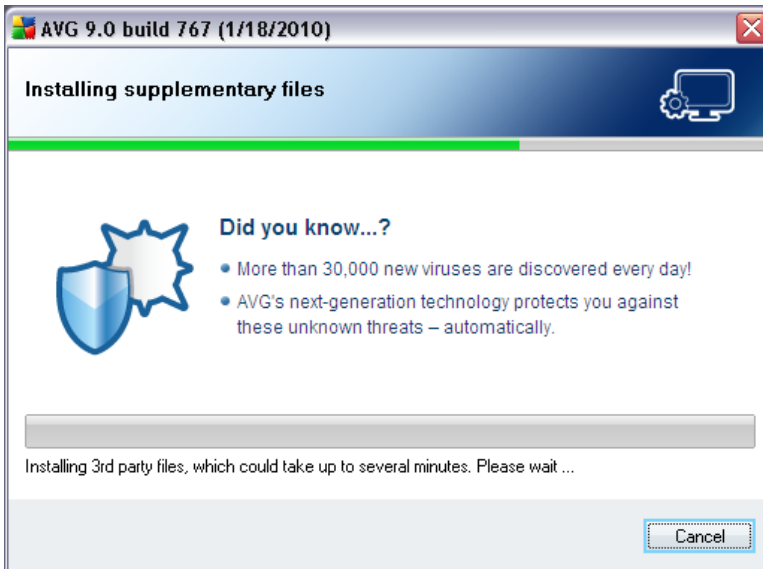 AVG 9.0 build 767 (1/18/2010)
Installing supplementary files
Did you know...?
More than 30,000 new viruses are discovered every day!
AVG's next-generation technology protects you against
these unknown threats – automatically.
Installing 3rd party files, which could take up to several minutes. Please wait ...
Cancel